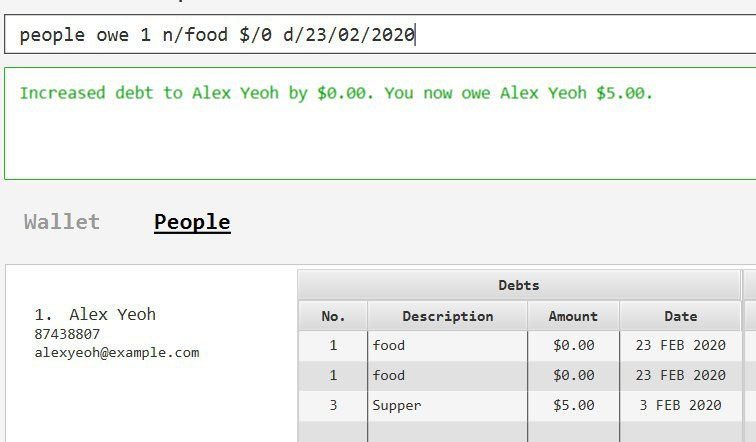 people owe 1 n/food $/0 d/23/02/2020
Increased debt to Alex Yeoh by $0.00. You now owe Alex Yeoh $5.00.
Wallet People
1. Alex Yeoh
87438807
alexyeoh@example.com
Debts
No. Description Amount Date
1 food $0.00 23 FEB 2020
1 food $0.00 23 FEB 2020
3 Supper $5.00 3 FEB 2020